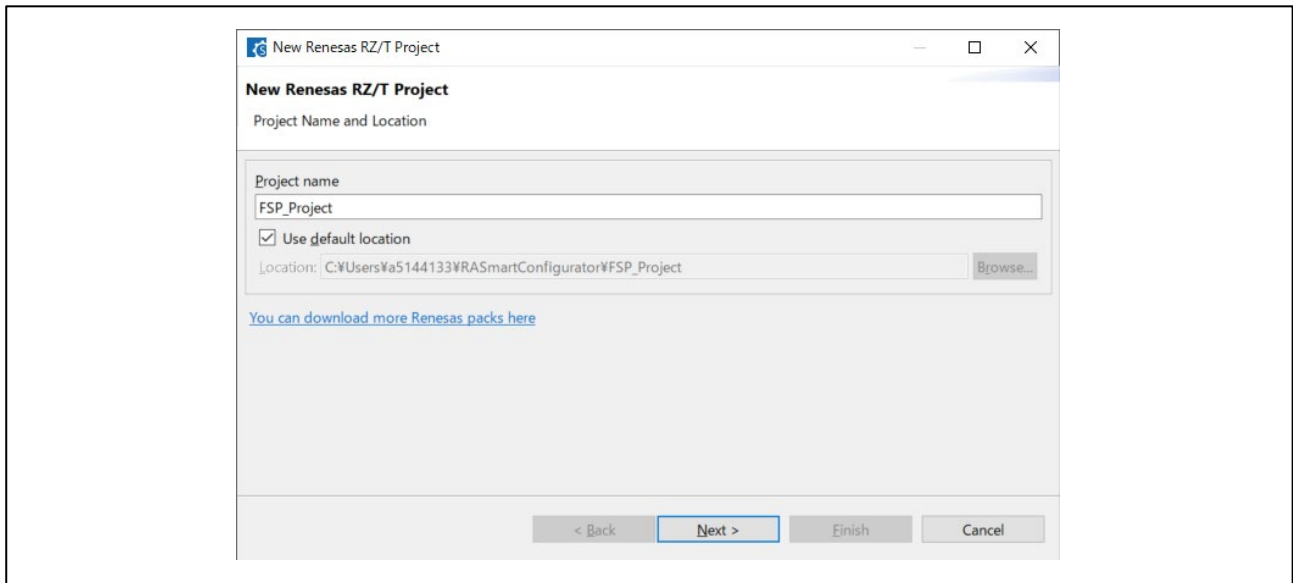 New Renesas RZ/T Project
New Renesas RZ/T Project
Project Name and Location
Project name
FSP_Project
Use default location
Location: C:¥Users¥a5144133¥RASmartConfigurator¥FSP_Project Browse...
You can download more Renesas packs here
< Back Next > Finish Cancel